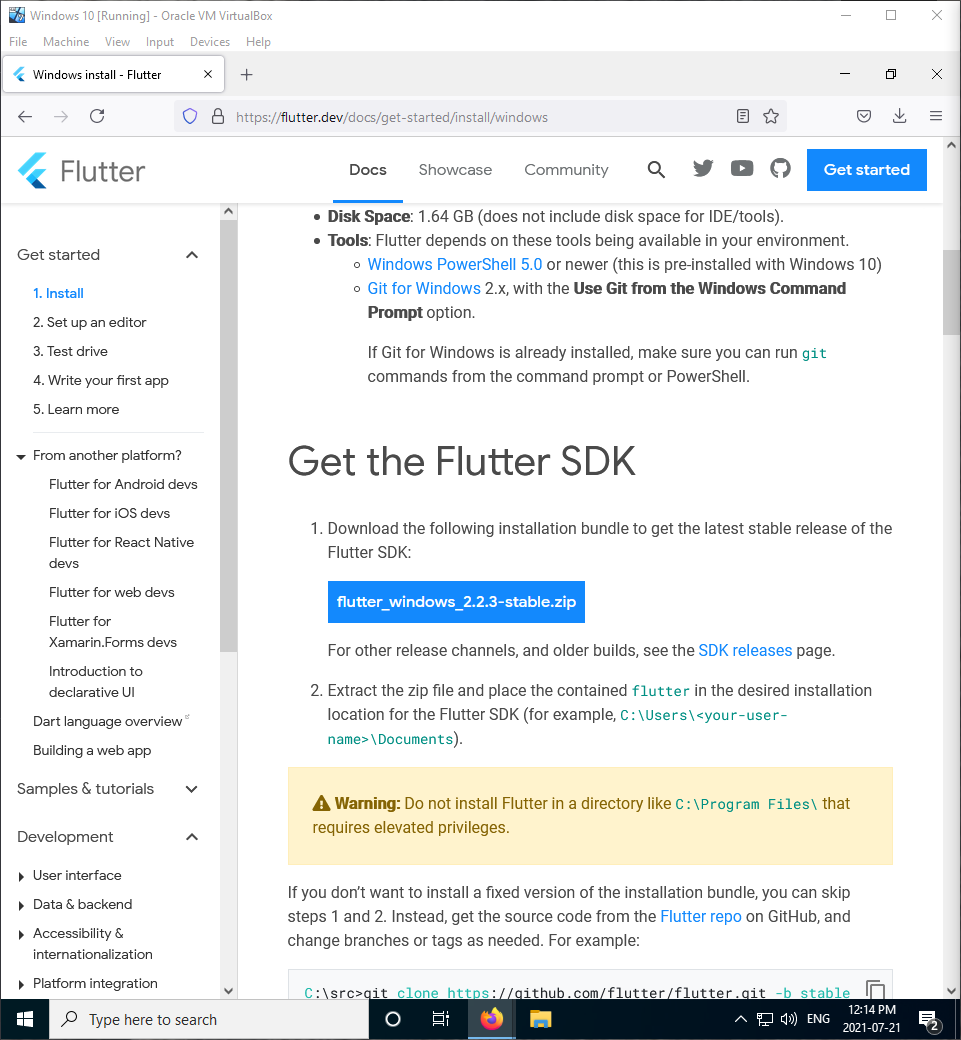 Windows 10 [Running] - Oracle VM VirtualBox
File Machine View Input Devices Help
Windows install - Flutter
https://flutter.dev/docs/get-started/install/windows
Flutter
Docs Showcase Community
Get started
Get started
1. Install
2. Set up an editor
3. Test drive
4. Write your first app
5. Learn more
From another platform?
Flutter for Android devs
Flutter for iOS devs
Flutter for React Native
devs
Flutter for web devs
Flutter for
Xamarin.Forms devs
Introduction to
declarative UI
Dart language overview
Building a web app
Samples & tutorials
Development
User interface
Data & backend
Accessibility &
internationalization
Platform integration
• Disk Space: 1.64 GB (does not include disk space for IDE/tools).
• Tools: Flutter depends on these tools being available in your environment.
◦ Windows PowerShell 5.0 or newer (this is pre-installed with Windows 10)
◦ Git for Windows 2.x, with the Use Git from the Windows Command
Prompt option.
If Git for Windows is already installed, make sure you can run git
commands from the command prompt or PowerShell.
Get the Flutter SDK
1. Download the following installation bundle to get the latest stable release of the
Flutter SDK:
flutter_windows_2.2.3-stable.zip
For other release channels, and older builds, see the SDK releases page.
2. Extract the zip file and place the contained flutter in the desired installation
location for the Flutter SDK (for example, C:\Users\<your-user-
name>\Documents).
Warning: Do not install Flutter in a directory like C:\Program Files\ that
requires elevated privileges.
If you don’t want to install a fixed version of the installation bundle, you can skip
steps 1 and 2. Instead, get the source code from the Flutter repo on GitHub, and
change branches or tags as needed. For example:
C:\src>git clone https://github.com/flutter/flutter.git -b stable
Type here to search
ENG
12:14 PM
2021-07-21
2